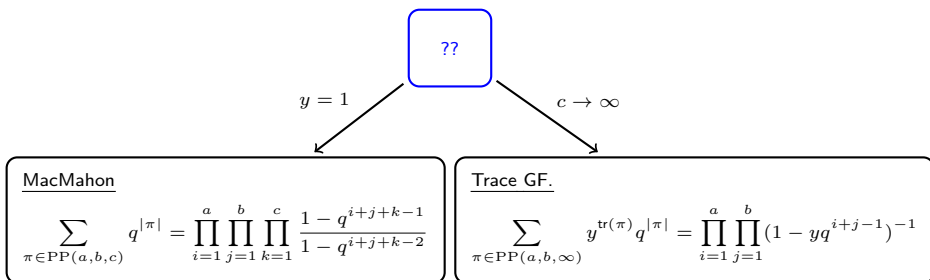 ??
y = 1
c → ∞
MacMahon
∑_{π∈PP(a,b,c)} q^{|π|} = ∏_{i=1}^{a} ∏_{j=1}^{b} ∏_{k=1}^{c} \frac{1 − q^{i+j+k−1}}{1 − q^{i+j+k−2}}
Trace GF.
∑_{π∈PP(a,b,∞)} y^{tr(π)} q^{|π|} = ∏_{i=1}^{a} ∏_{j=1}^{b} (1 − yq^{i+j−1})^{−1}